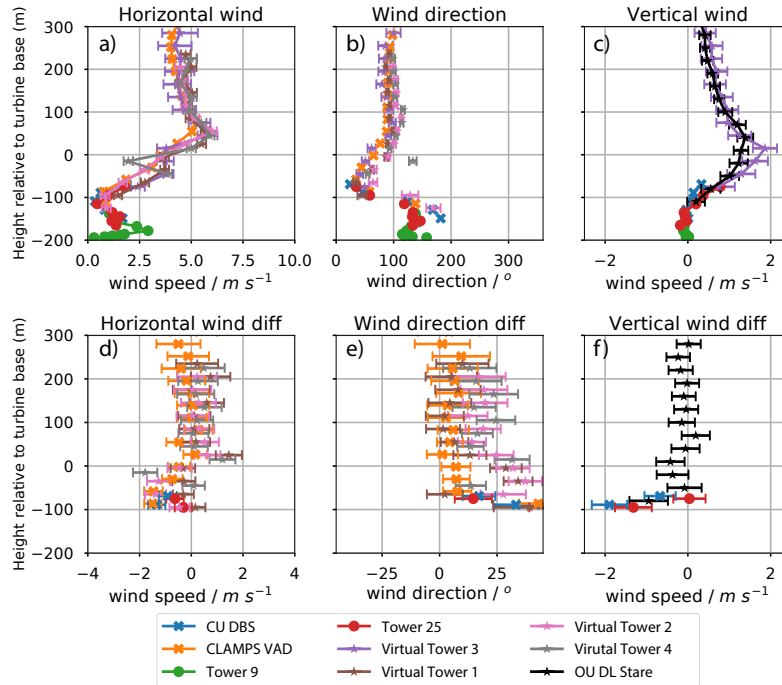 Horizontal wind
Wind direction
Vertical wind
Height relative to turbine base (m)
a)
b)
c)
300
200
100
0
−100
−200
0.0
2.5
5.0
7.5
10.0
0
100
200
300
−2
0
2
wind speed / m s⁻¹
wind direction / °
wind speed / m s⁻¹
Horizontal wind diff
Wind direction diff
Vertical wind diff
Height relative to turbine base (m)
d)
e)
f)
300
200
100
0
−100
−200
−4
0
4
−25
0
25
−2
0
2
wind speed / m s⁻¹
wind direction / °
wind speed / m s⁻¹
CU DBS
CLAMPS VAD
Tower 9
Tower 25
Virtual Tower 3
Virtual Tower 1
Virtual Tower 2
Virutal Tower 4
OU DL Stare